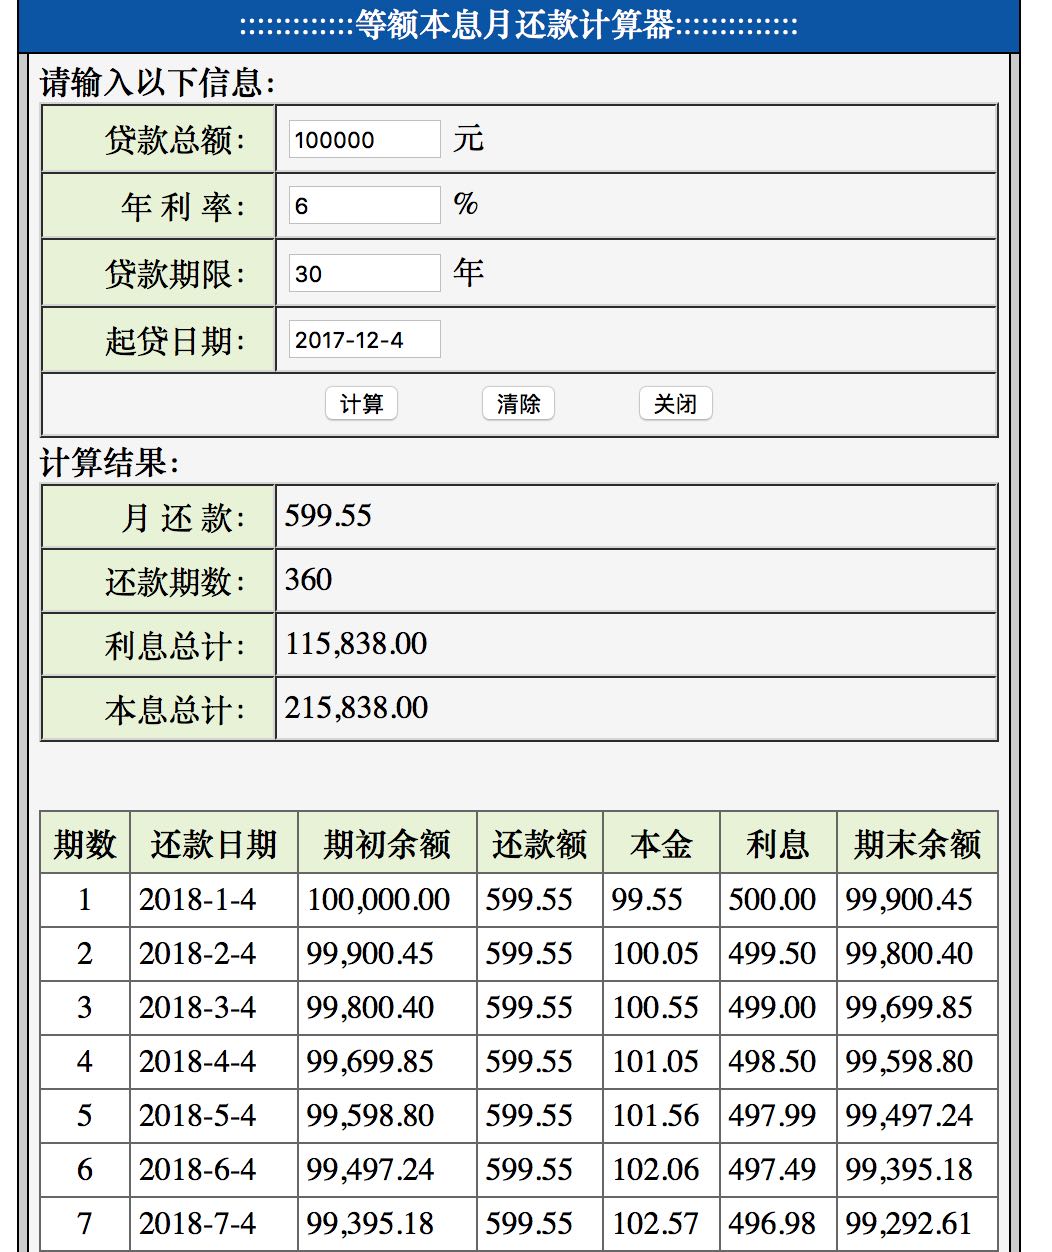 :::::::::::::等额本息月还款计算器::::::::::::::
请输入以下信息：
贷款总额： 100000 元
年 利 率： 6 %
贷款期限： 30 年
起贷日期： 2017-12-4
计算 清除 关闭
计算结果：
月 还 款： 599.55
还款期数： 360
利息总计： 115,838.00
本息总计： 215,838.00
期数 还款日期 期初余额 还款额 本金 利息 期末余额
1 2018-1-4 100,000.00 599.55 99.55 500.00 99,900.45
2 2018-2-4 99,900.45 599.55 100.05 499.50 99,800.40
3 2018-3-4 99,800.40 599.55 100.55 499.00 99,699.85
4 2018-4-4 99,699.85 599.55 101.05 498.50 99,598.80
5 2018-5-4 99,598.80 599.55 101.56 497.99 99,497.24
6 2018-6-4 99,497.24 599.55 102.06 497.49 99,395.18
7 2018-7-4 99,395.18 599.55 102.57 496.98 99,292.61